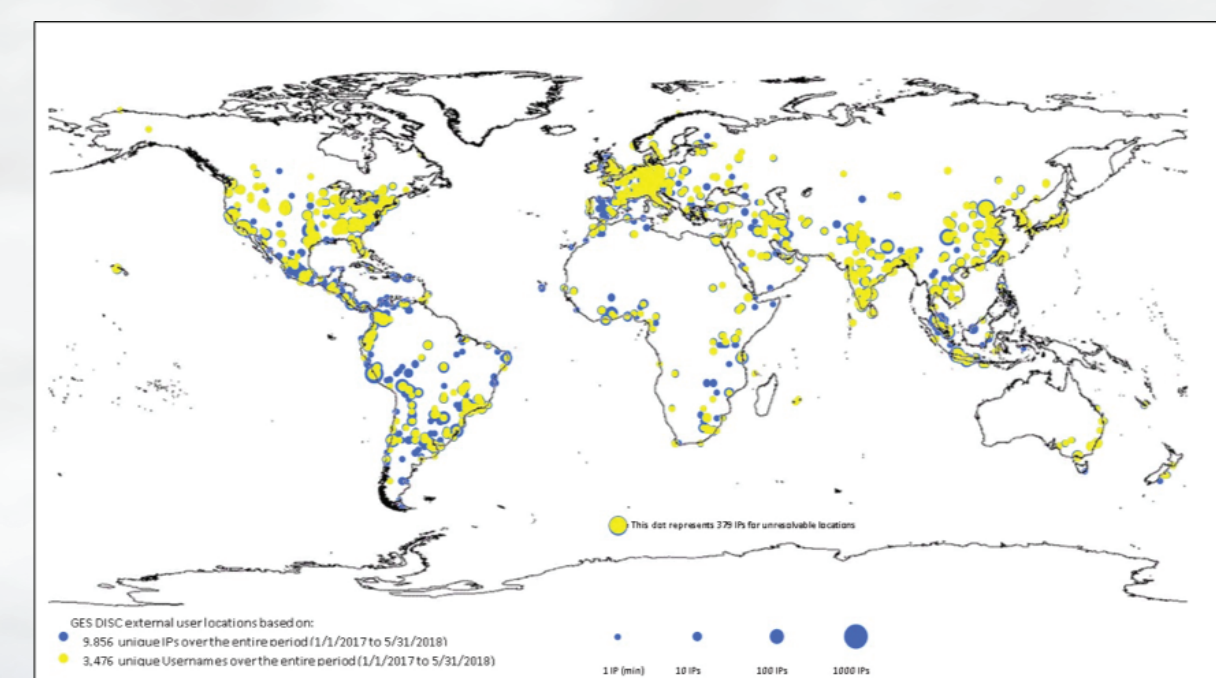 This dot represents 379 IPs for unresolvable locations
GES DISC external user locations based on:
9,856 unique IPs over the entire period (1/1/2017 to 5/31/2018)
3,476 unique Usernames over the entire period (1/1/2017 to 5/31/2018)
1 IP (min) 10 IPs 100 IPs 1000 IPs